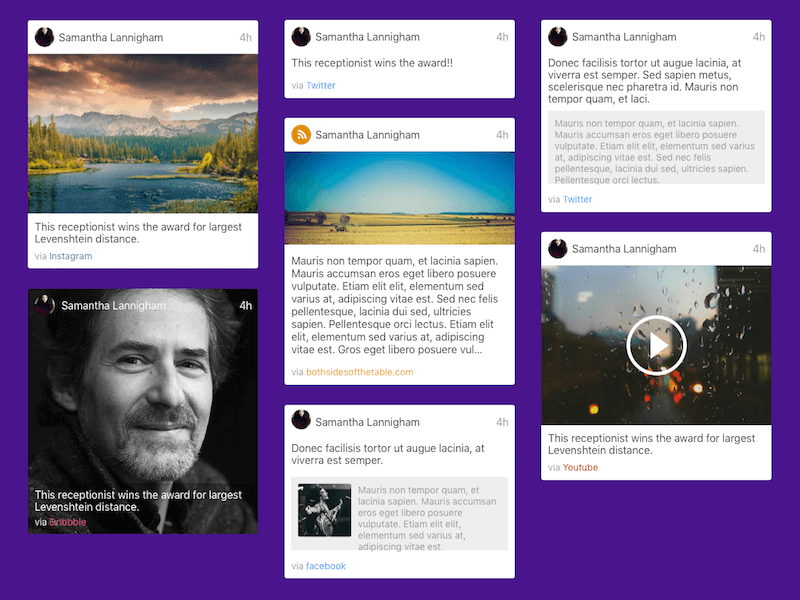 Samantha Lannigham 4h
This receptionist wins the award for largest
Levenshtein distance.
via Instagram
Samantha Lannigham 4h
This receptionist wins the award for largest
Levenshtein distance.
via Dribbble
Samantha Lannigham 4h
This receptionist wins the award!!
via Twitter
Samantha Lannigham 4h
Mauris non tempor quam, et lacinia sapien.
Mauris accumsan eros eget libero posuere
vulputate. Etiam elit elit, elementum sed
varius at, adipiscing vitae est. Sed nec felis
pellentesque, lacinia dui sed, ultricies
sapien. Pellentesque orci lectus. Etiam elit
elit, elementum sed varius at, adipiscing
vitae est. Gros eget libero posuere vul...
via bothsidesofthetable.com
Samantha Lannigham 4h
Donec facilisis tortor ut augue lacinia, at
viverra est semper.
Mauris non tempor quam, et
lacinia sapien. Mauris accumsan
eros eget libero posuere
vulputate. Etiam elit elit,
elementum sed varius at,
adipiscing vitae est.
via facebook
Samantha Lannigham 4h
Donec facilisis tortor ut augue lacinia, at
viverra est semper. Sed sapien metus,
scelerisque nec pharetra id. Mauris non
tempor quam, et laci.
Mauris non tempor quam, et lacinia sapien.
Mauris accumsan eros eget libero posuere
vulputate. Etiam elit elit, elementum sed varius
at, adipiscing vitae est. Sed nec felis
pellentesque, lacinia dui sed, ultricies sapien.
Pellentesque orci lectus.
via Twitter
Samantha Lannigham 4h
This receptionist wins the award for largest
Levenshtein distance.
via Youtube